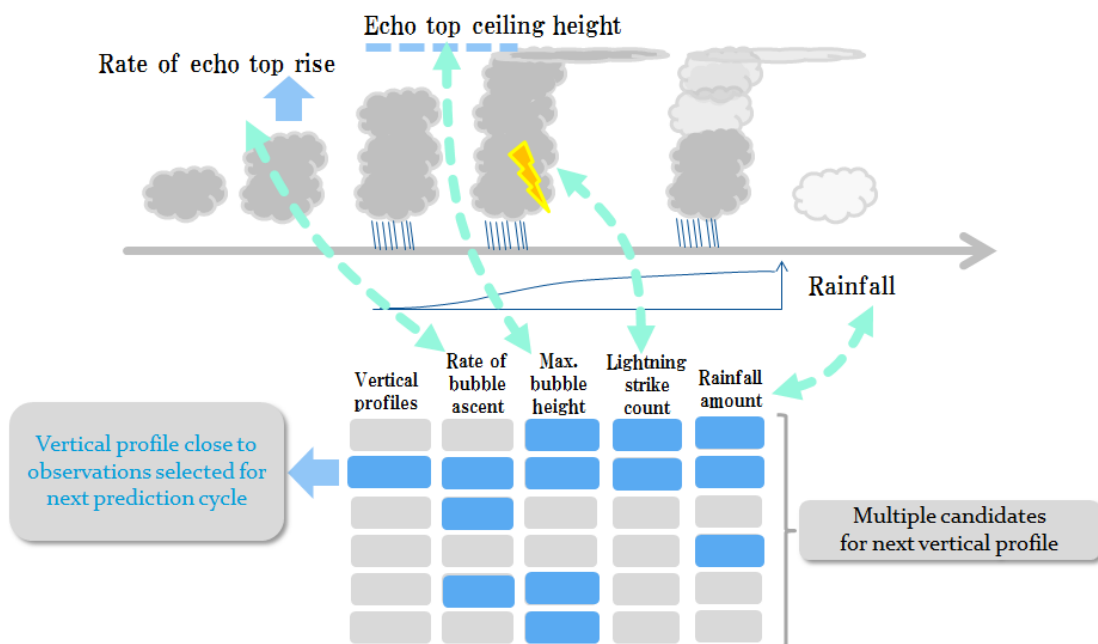 Echo top ceiling height
Rate of echo top rise
Rainfall
Vertical
profiles
Rate of
bubble
ascent
Max.
bubble
height
Lightning
strike
count
Rainfall
amount
Vertical profile close to
observations selected for
next prediction cycle
Multiple candidates
for next vertical profile